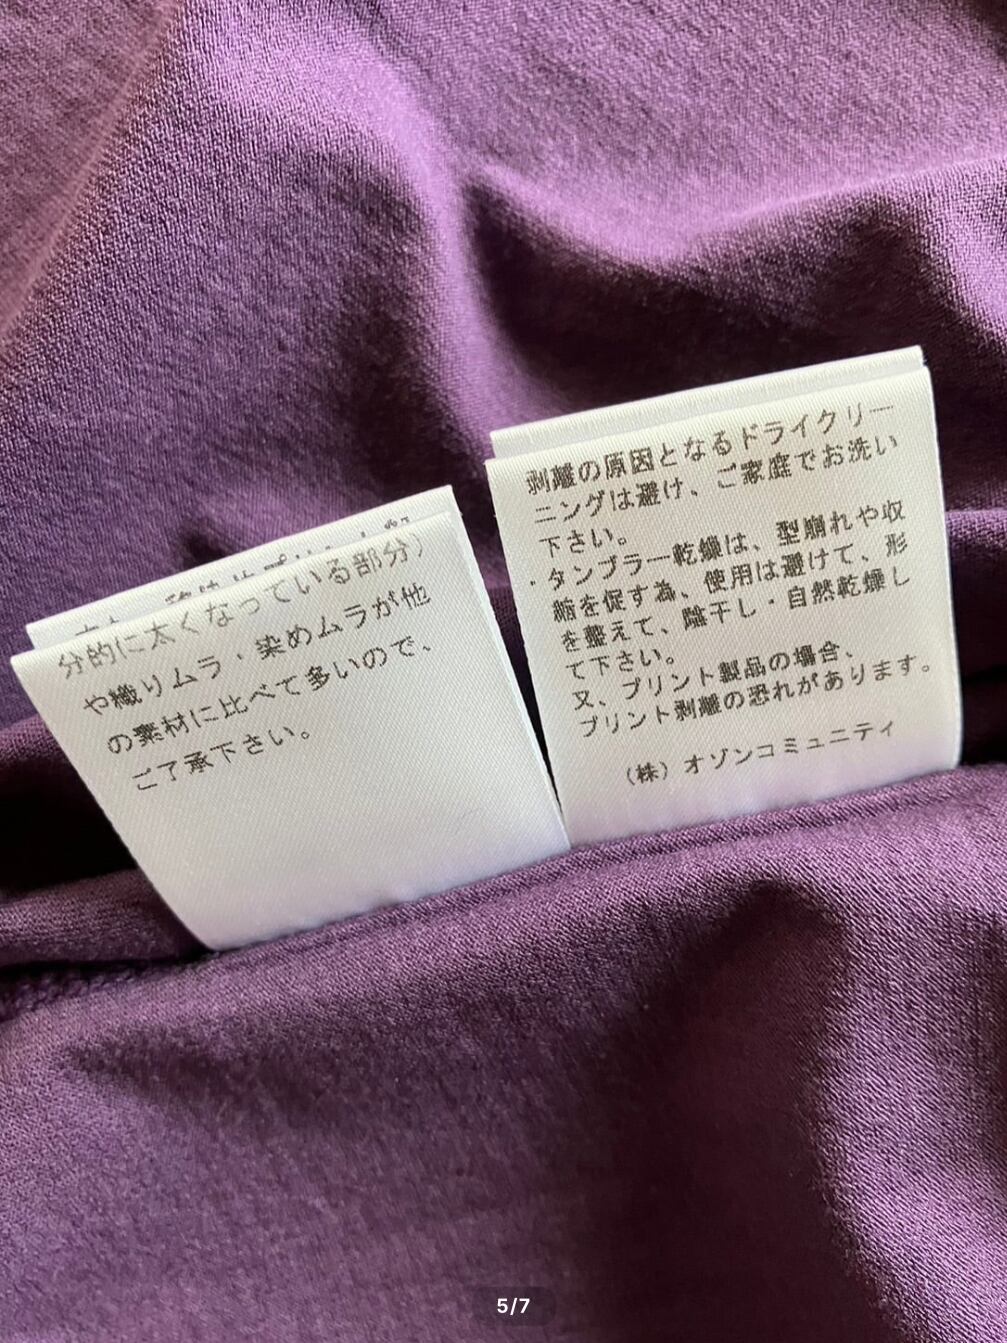 分的に太くなっている部分)
や織りムラ・染めムラが他
の素材に比べて多いので、
ご了承下さい。
剥離の原因となるドライクリー
ニングは避け、ご家庭でお洗い
下さい。
・タンブラー乾燥は、型崩れや収
縮を促す為、使用は避けて、形
を整えて、陰干し・自然乾燥し
て下さい。
又、プリント製品の場合、
プリント剥離の恐れがあります。
(株)オゾンコミュニティ
5/7